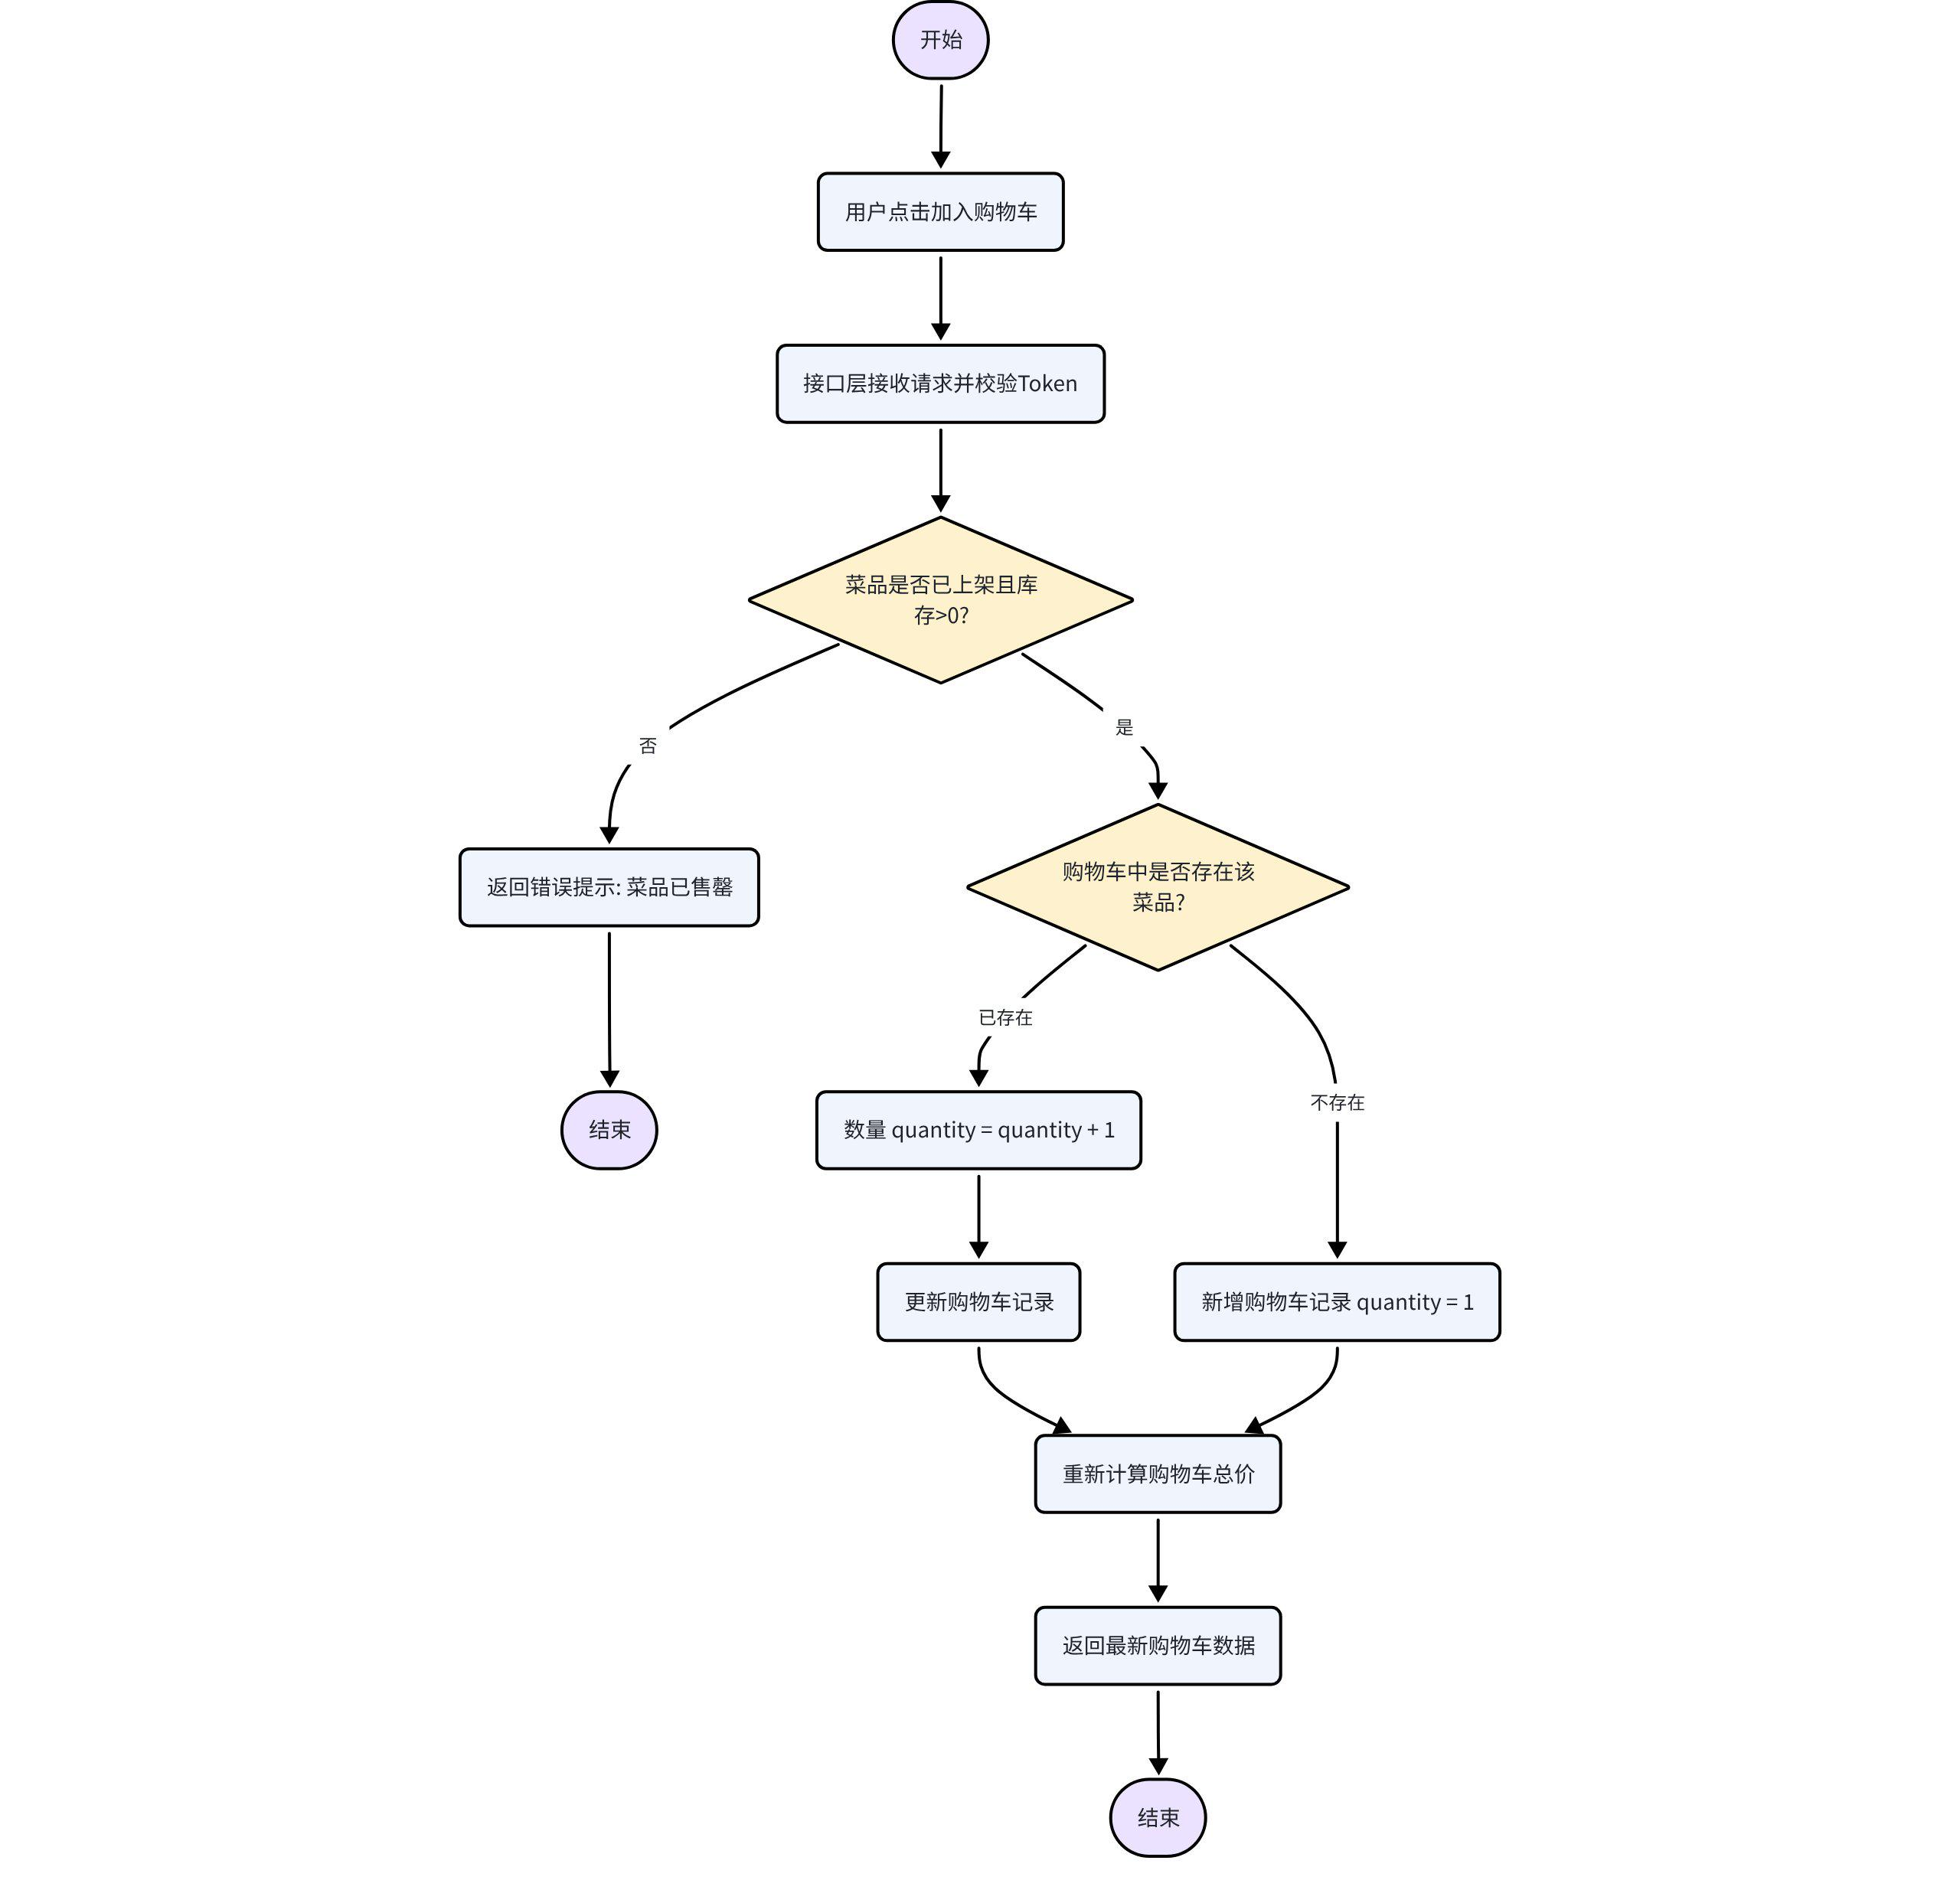 开始
用户点击加入购物车
接口层接收请求并校验Token
菜品是否已上架且库
存>0?
否
是
返回错误提示: 菜品已售罄
购物车中是否存在该
菜品?
已存在
不存在
结束
数量 quantity = quantity + 1
更新购物车记录
新增购物车记录 quantity = 1
重新计算购物车总价
返回最新购物车数据
结束